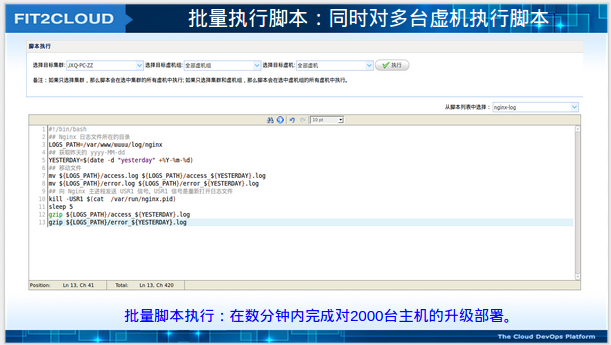 FIT2CLOUD
批量执行脚本：同时对多台虚机执行脚本
脚本执行
选择目标集群: JXQ-PC-ZZ 选择目标虚机组: 全部虚机组 选择目标虚机: 全部虚机 执行
备注：如果只选择集群，那么脚本会在选中集群的所有虚机中执行; 如果只选择集群和虚机组，那么脚本会在选中虚机组的所有虚机中执行。
从脚本列表中选择： nginx-log
10 pt
1 #!/bin/bash
2 ## Nginx 日志文件所在的目录
3 LOGS_PATH=/var/www/muuu/log/nginx
4 ## 获取昨天的 yyyy-MM-dd
5 YESTERDAY=$(date -d "yesterday" +%Y-%m-%d)
6 ## 移动文件
7 mv ${LOGS_PATH}/access.log ${LOGS_PATH}/access_${YESTERDAY}.log
8 mv ${LOGS_PATH}/error.log ${LOGS_PATH}/error_${YESTERDAY}.log
9 ## 向 Nginx 主进程发送 USR1 信号。USR1 信号是重新打开日志文件
10 kill -USR1 $(cat /var/run/nginx.pid)
11 sleep 5
12 gzip ${LOGS_PATH}/access_${YESTERDAY}.log
13 gzip ${LOGS_PATH}/error_${YESTERDAY}.log
Position: Ln 13, Ch 41 Total: Ln 13, Ch 420
批量脚本执行：在数分钟内完成对2000台主机的升级部署。
The Cloud DevOps Platform